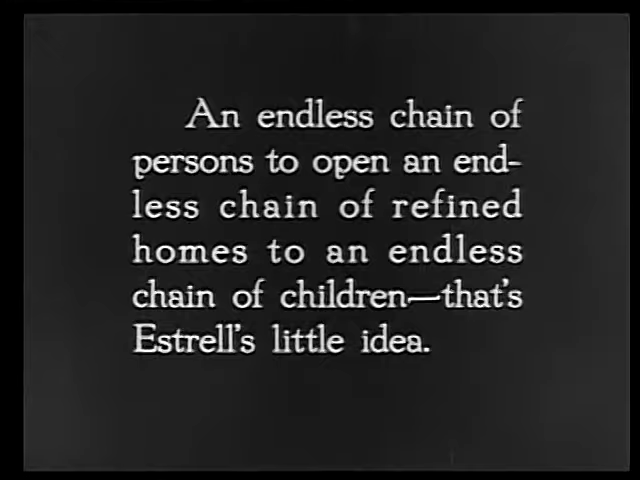 An endless chain of
persons to open an end-
less chain of refined
homes to an endless
chain of children—that's
Estrell's little idea.